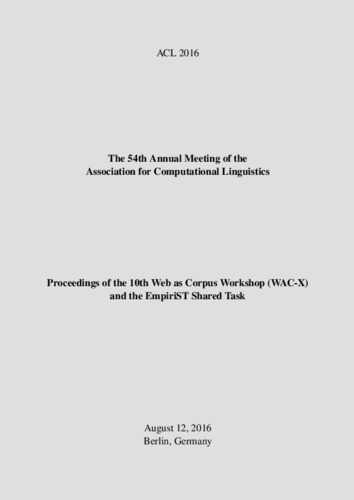 ACL 2016
The 54th Annual Meeting of the
Association for Computational Linguistics
Proceedings of the 10th Web as Corpus Workshop (WAC-X)
and the EmpiriST Shared Task
August 12, 2016
Berlin, Germany